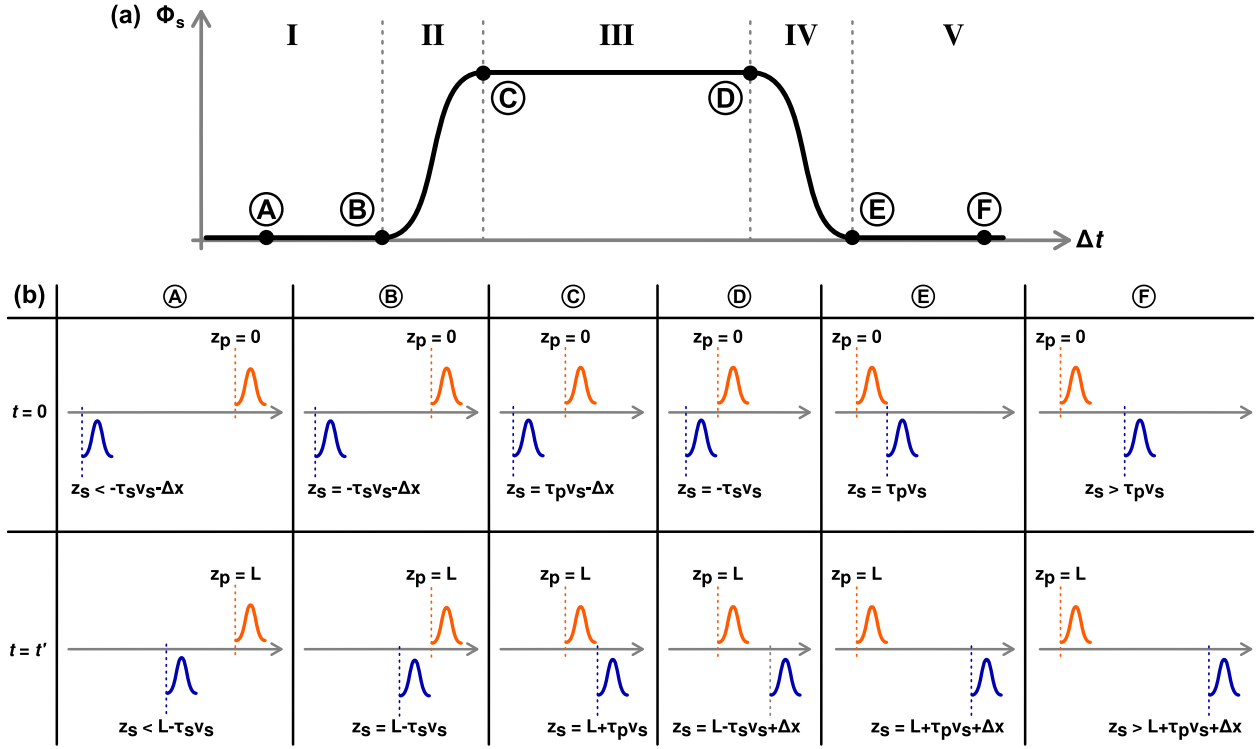 (a) Φs
I II III IV V
Ⓒ Ⓓ
Ⓐ Ⓑ Ⓔ Ⓕ
Δt
(b) Ⓐ Ⓑ Ⓒ Ⓓ Ⓔ Ⓕ
zp = 0 zp = 0 zp = 0 zp = 0 zp = 0 zp = 0
t = 0
zs < -τsvs-Δx zs = -τsvs-Δx zs = τpvs-Δx zs = -τsvs zs = τpvs zs > τpvs
zp = L zp = L zp = L zp = L zp = L zp = L
t = t'
zs < L-τsvs zs = L-τsvs zs = L+τpvs zs = L-τsvs+Δx zs = L+τpvs+Δx zs > L+τpvs+Δx